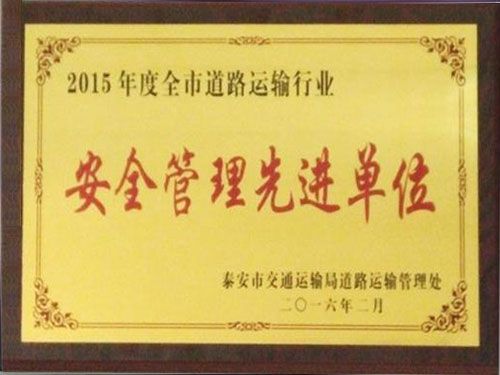 2015年度全市道路运输行业
安全管理先进单位
泰安市交通运输局道路运输管理处
二〇一六年二月